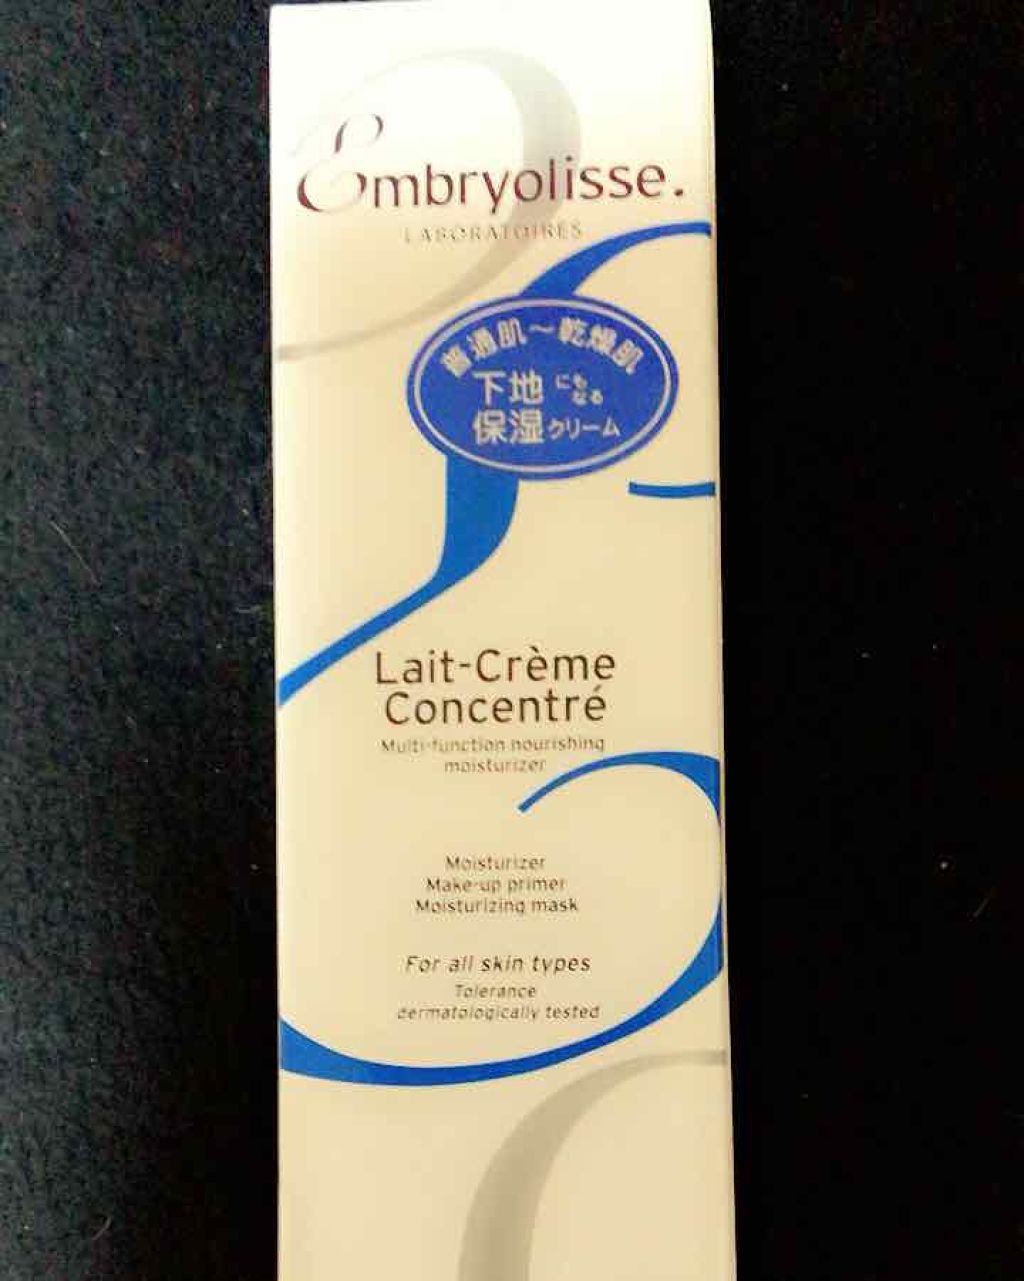 Embryolisse.
LABORATOIRES
普通肌〜乾燥肌
下地にもなる
保湿クリーム
Lait-Crème
Concentré
Multi-function nourishing
moisturizer
Moisturizer
Make-up primer
Moisturizing mask
For all skin types
Tolerance
dermatologically tested